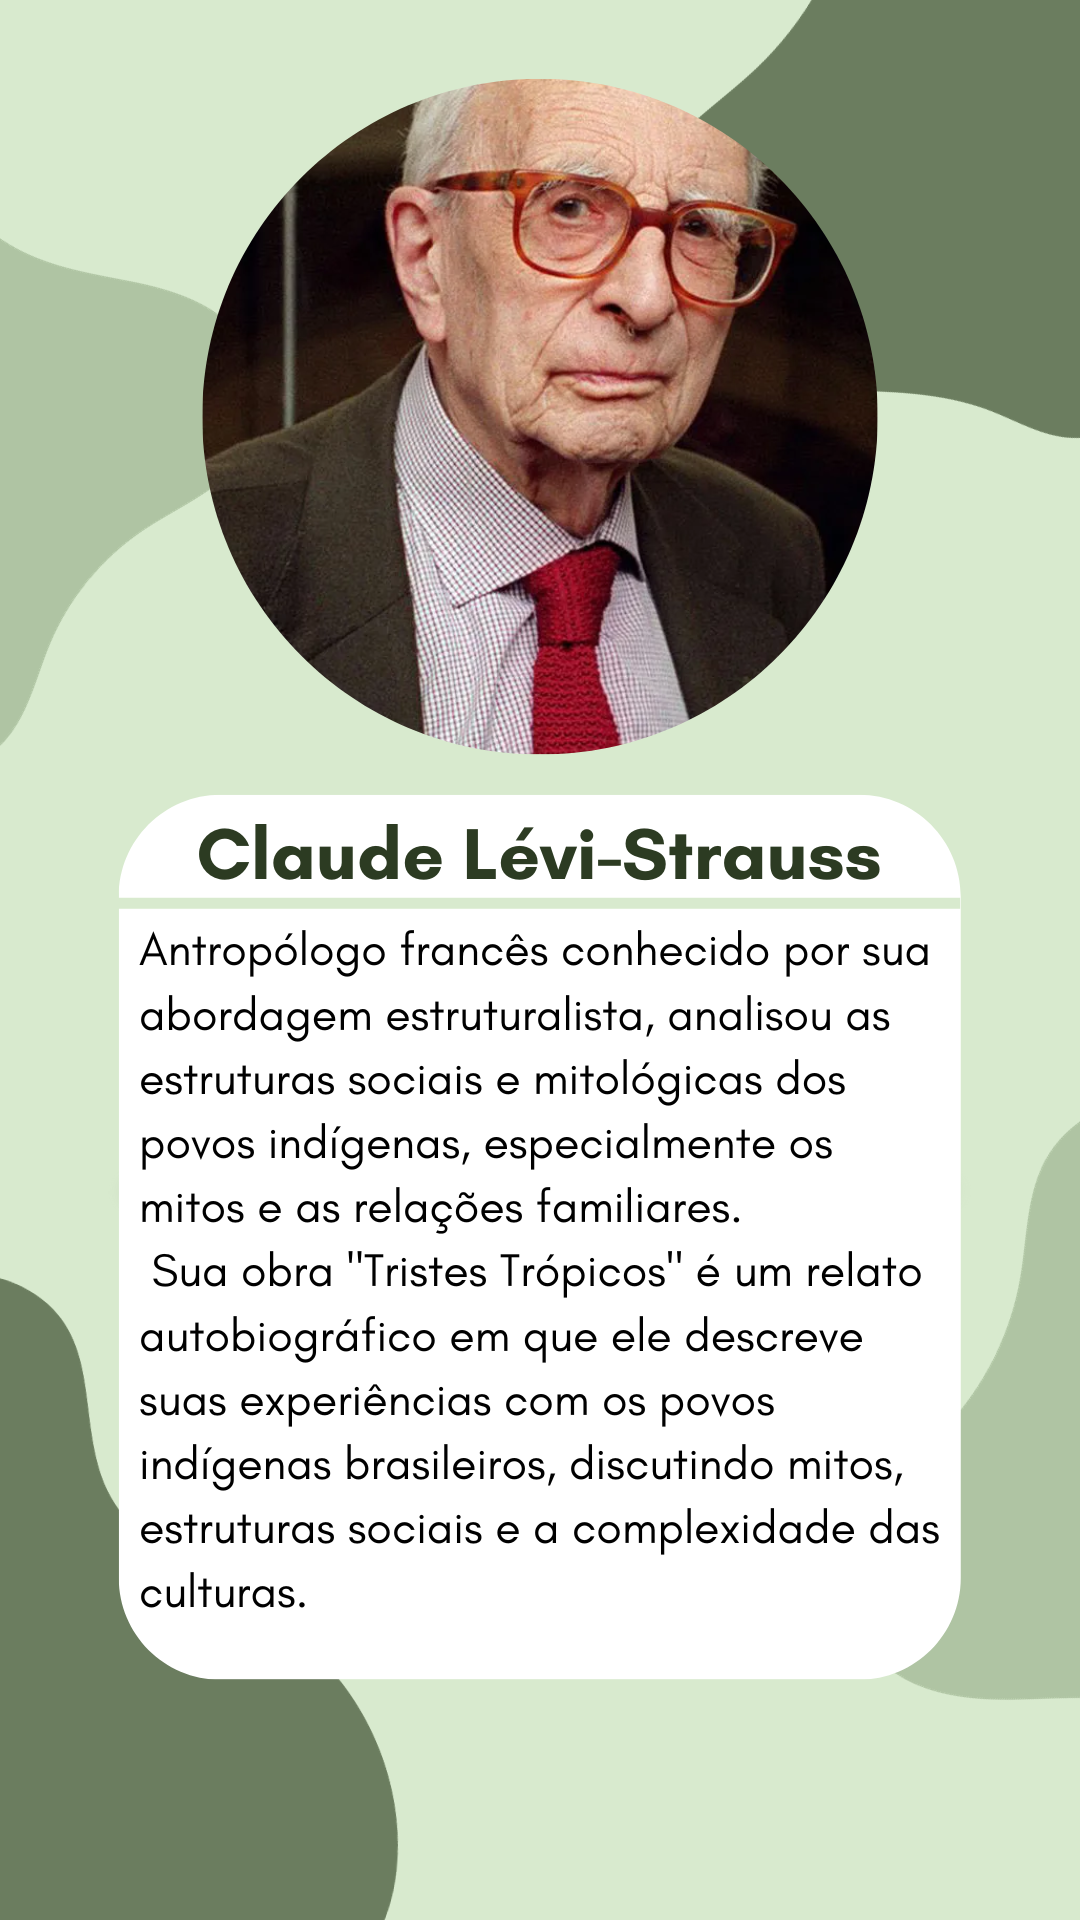 Claude Lévi-Strauss
Antropólogo francês conhecido por sua
abordagem estruturalista, analisou as
estruturas sociais e mitológicas dos
povos indígenas, especialmente os
mitos e as relações familiares.
Sua obra "Tristes Trópicos" é um relato
autobiográfico em que ele descreve
suas experiências com os povos
indígenas brasileiros, discutindo mitos,
estruturas sociais e a complexidade das
culturas.